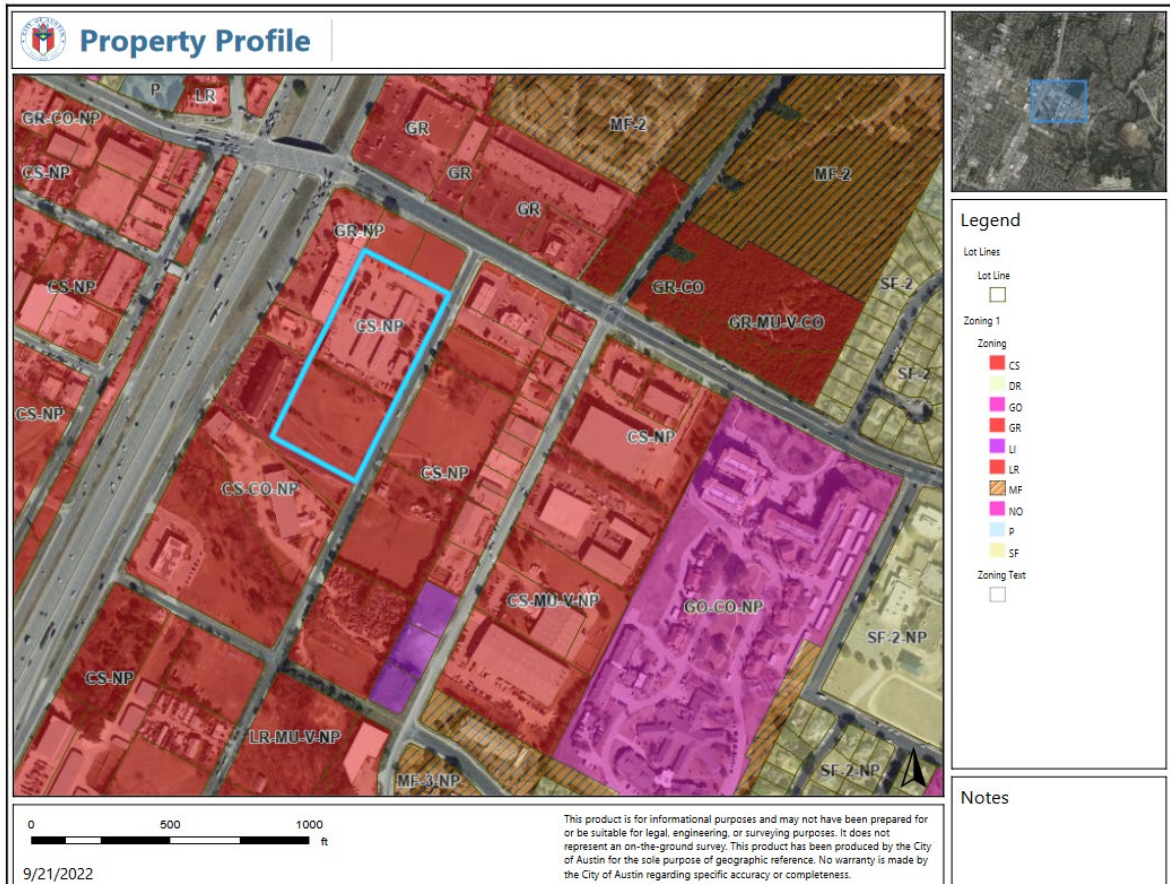 Property Profile
P
LR
GR-CO-NP
GR
MF-2
CS-NP
GR
MF-2
GR
GR-NP
SF-2
CS-NP
GR-CO
CS-NP
GR-MU-V-CO
SF-2
CS-NP
CS-NP
CS-NP
CS-CO-NP
CS-MU-V-NP
GO-CO-NP
SF-2-NP
CS-NP
LR-MU-V-NP
SF-2-NP
MF-3-NP
Legend
Lot Lines
Lot Line
Zoning 1
Zoning
CS
DR
GO
GR
LI
LR
MF
NO
P
SF
Zoning Text
Notes
0 500 1000
ft
9/21/2022
This product is for informational purposes and may not have been prepared for
or be suitable for legal, engineering, or surveying purposes. It does not
represent an on-the-ground survey. This product has been produced by the City
of Austin for the sole purpose of geographic reference. No warranty is made by
the City of Austin regarding specific accuracy or completeness.